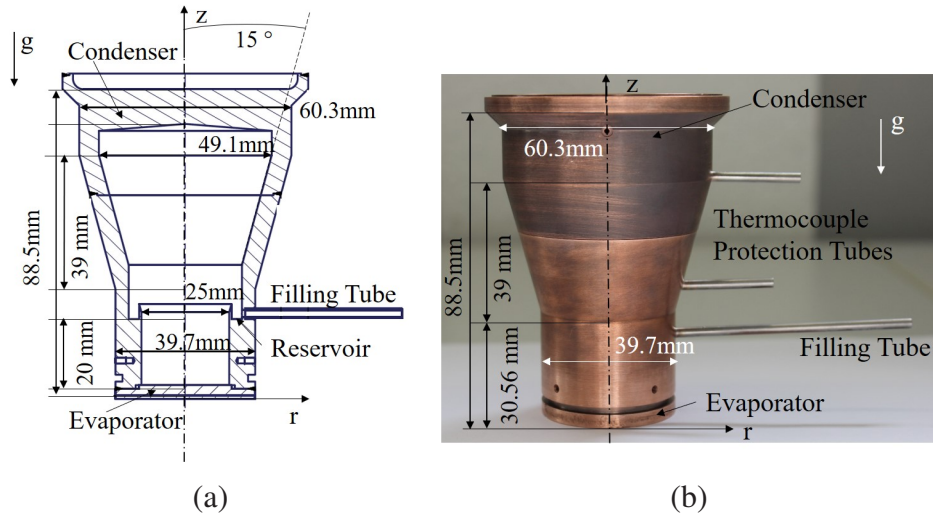 z
g
15 °
Condenser
60.3mm
49.1mm
88.5mm
39 mm
25mm
Filling Tube
39.7mm
Reservoir
20 mm
Evaporator
r
(a)
z
Condenser
g
60.3mm
Thermocouple
Protection Tubes
88.5mm
39 mm
39.7mm
Filling Tube
30.56 mm
Evaporator
r
(b)